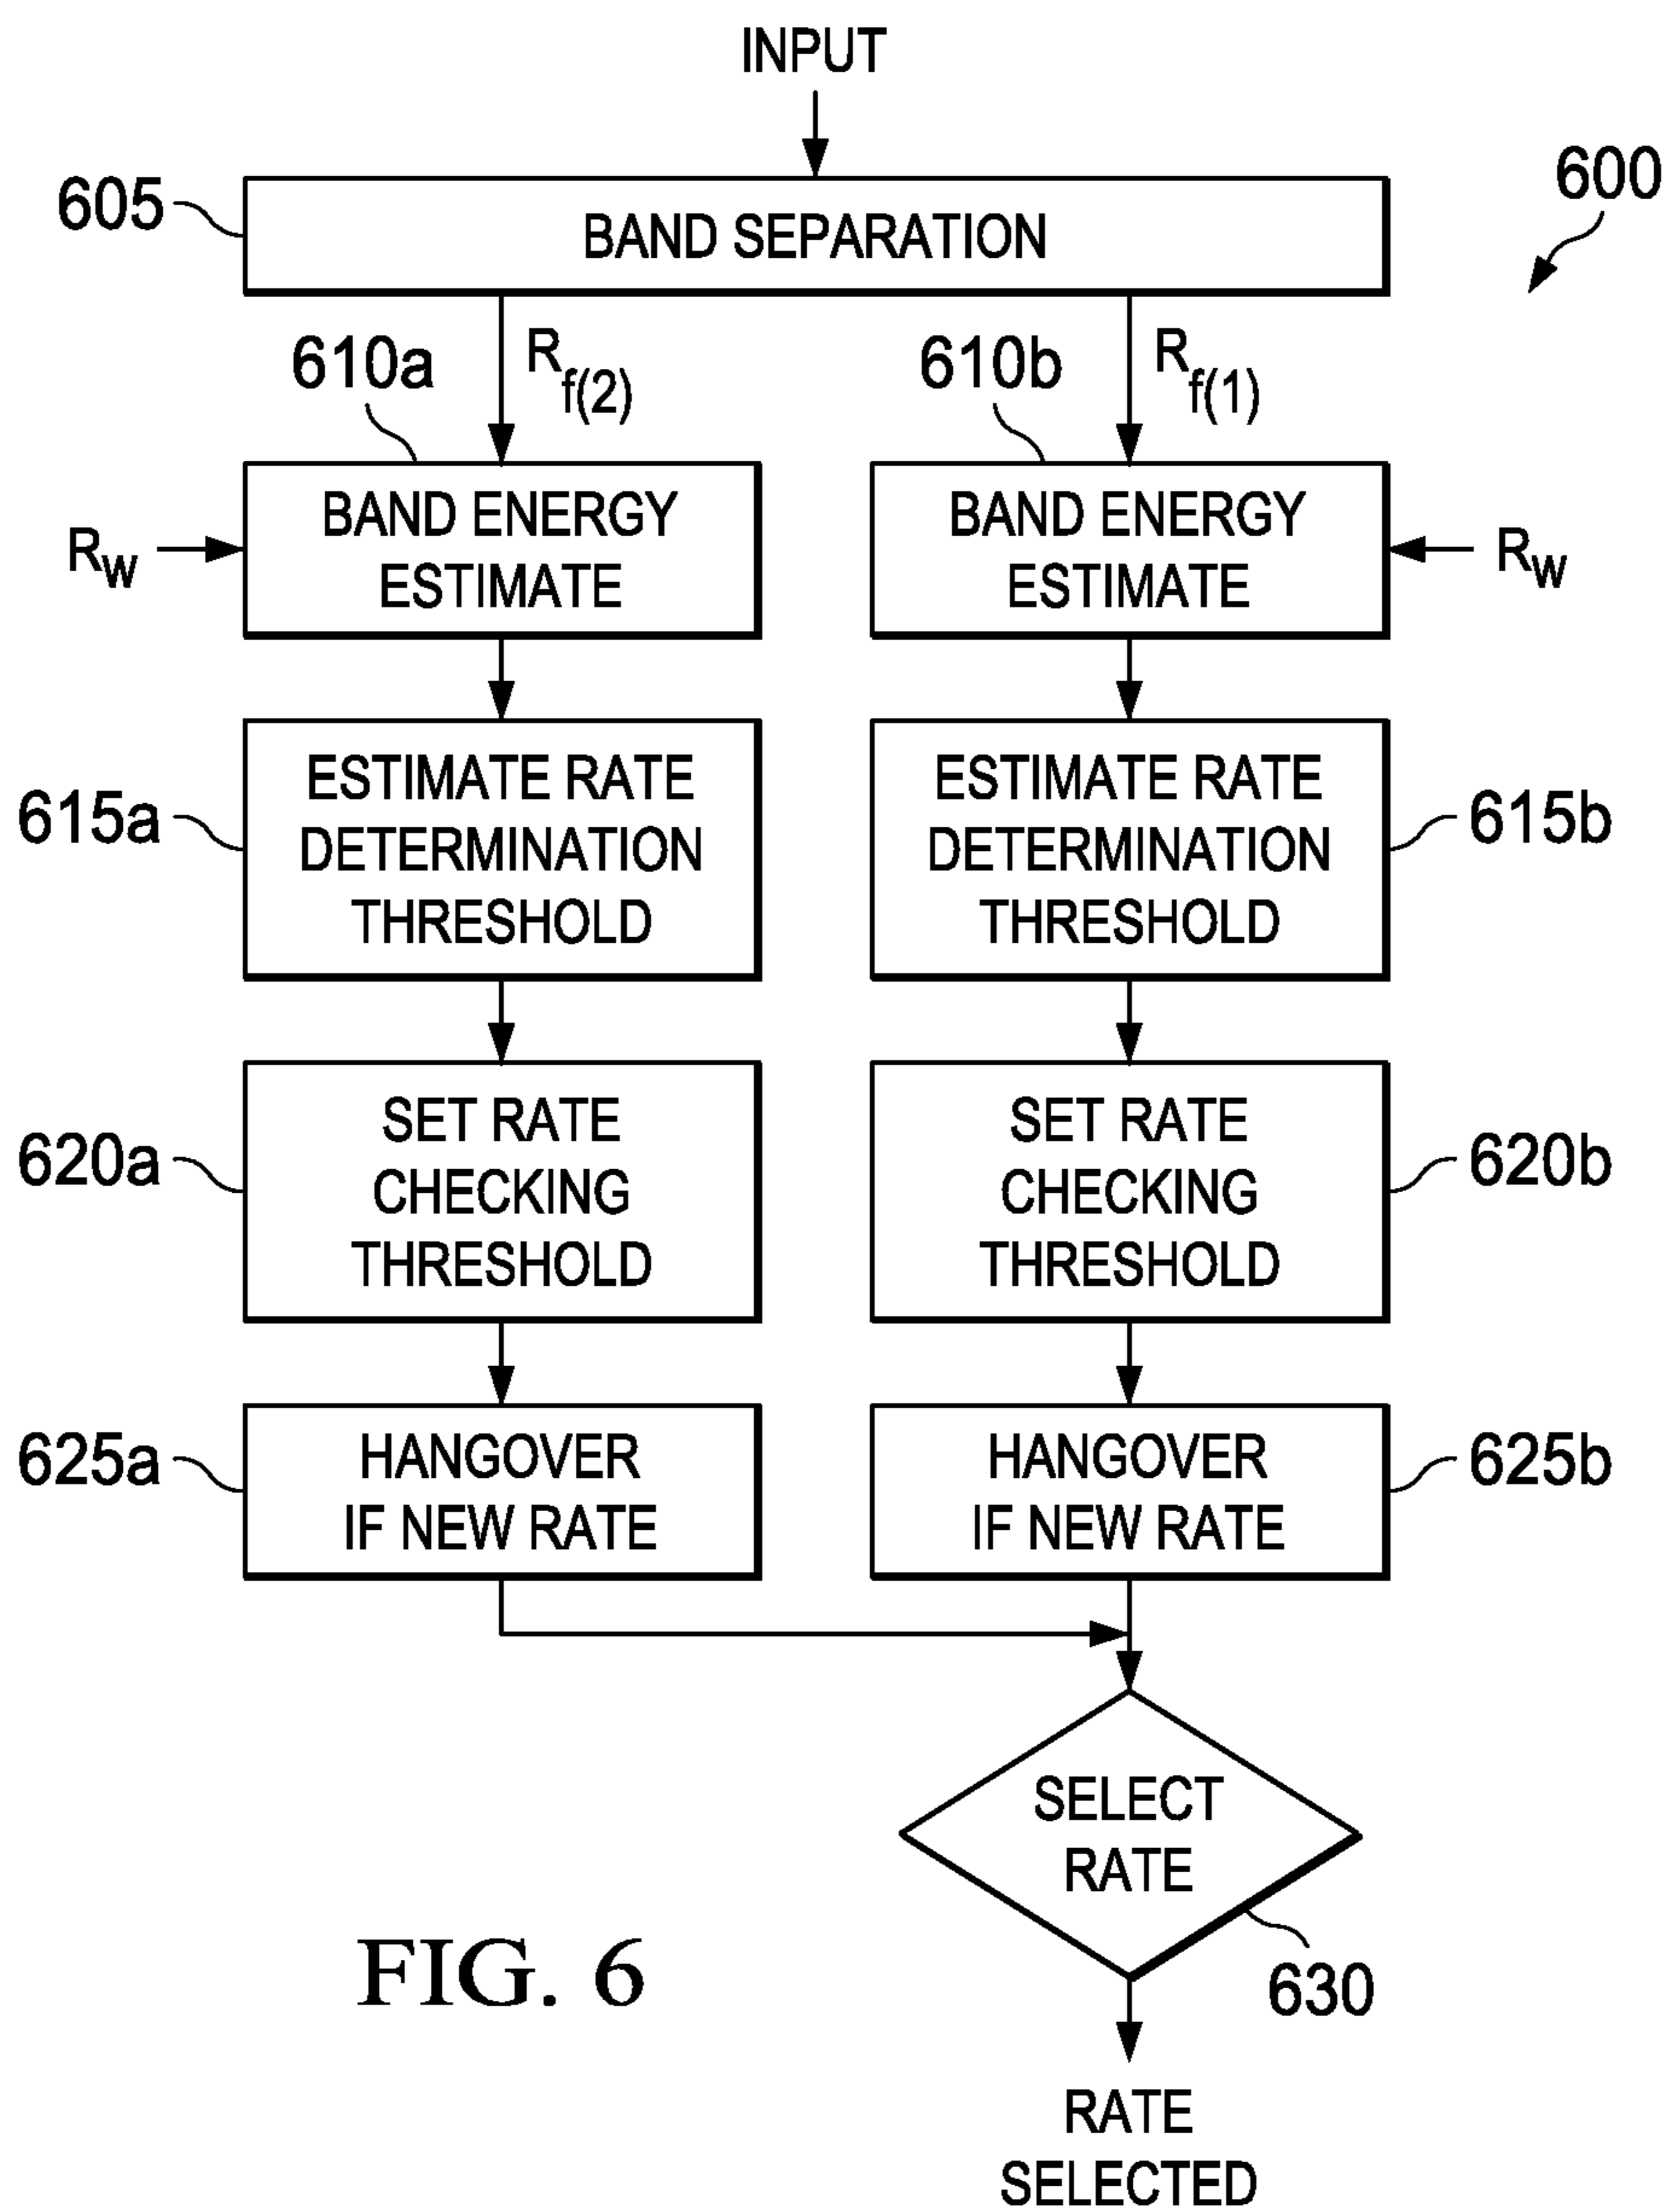 INPUT
600
605
BAND SEPARATION
610a
R f(2)
610b
R f(1)
RW
BAND ENERGY
ESTIMATE
BAND ENERGY
ESTIMATE
RW
615a
ESTIMATE RATE
DETERMINATION
THRESHOLD
ESTIMATE RATE
DETERMINATION
THRESHOLD
615b
620a
SET RATE
CHECKING
THRESHOLD
SET RATE
CHECKING
THRESHOLD
620b
625a
HANGOVER
IF NEW RATE
HANGOVER
IF NEW RATE
625b
SELECT
RATE
630
FIG. 6
RATE
SELECTED